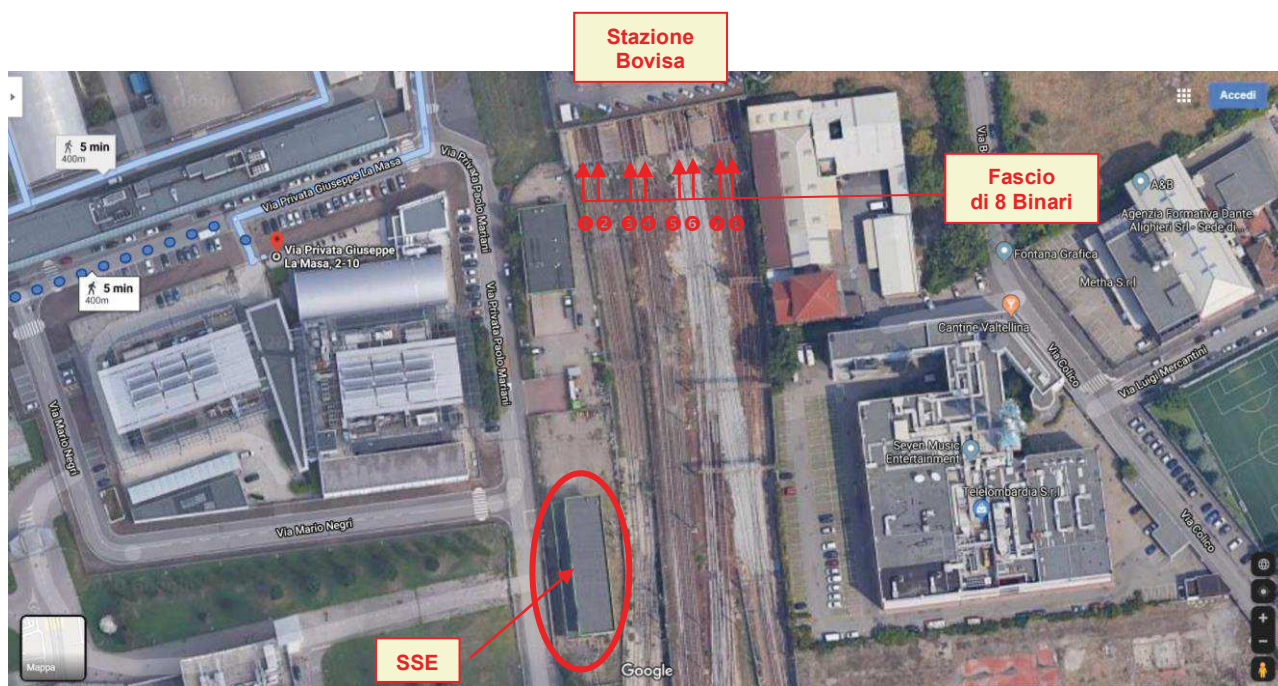 Stazione
Bovisa
Accedi
5 min
400m
Via Privata Giuseppe La Masa
Via Privata Paolo Mariani
Via B
A&B
Agenzia Formativa Dante
Alighieri Srl - Sede di...
Fascio
di 8 Binari
1 2 3 4 5 6 7 8
Via Privata Giuseppe
La Masa, 2-10
Fontana Grafica
Metha S.r.l
5 min
400m
Via Privata Paolo Mariani
Cantine Valtellina
Via Colico
Via Luigi Mercantini
Via Mario Negri
Seven Music
Entertainment
Telelombardia S.r.l
Via Mario Negri
Via Colico
SSE
Mappa
Google